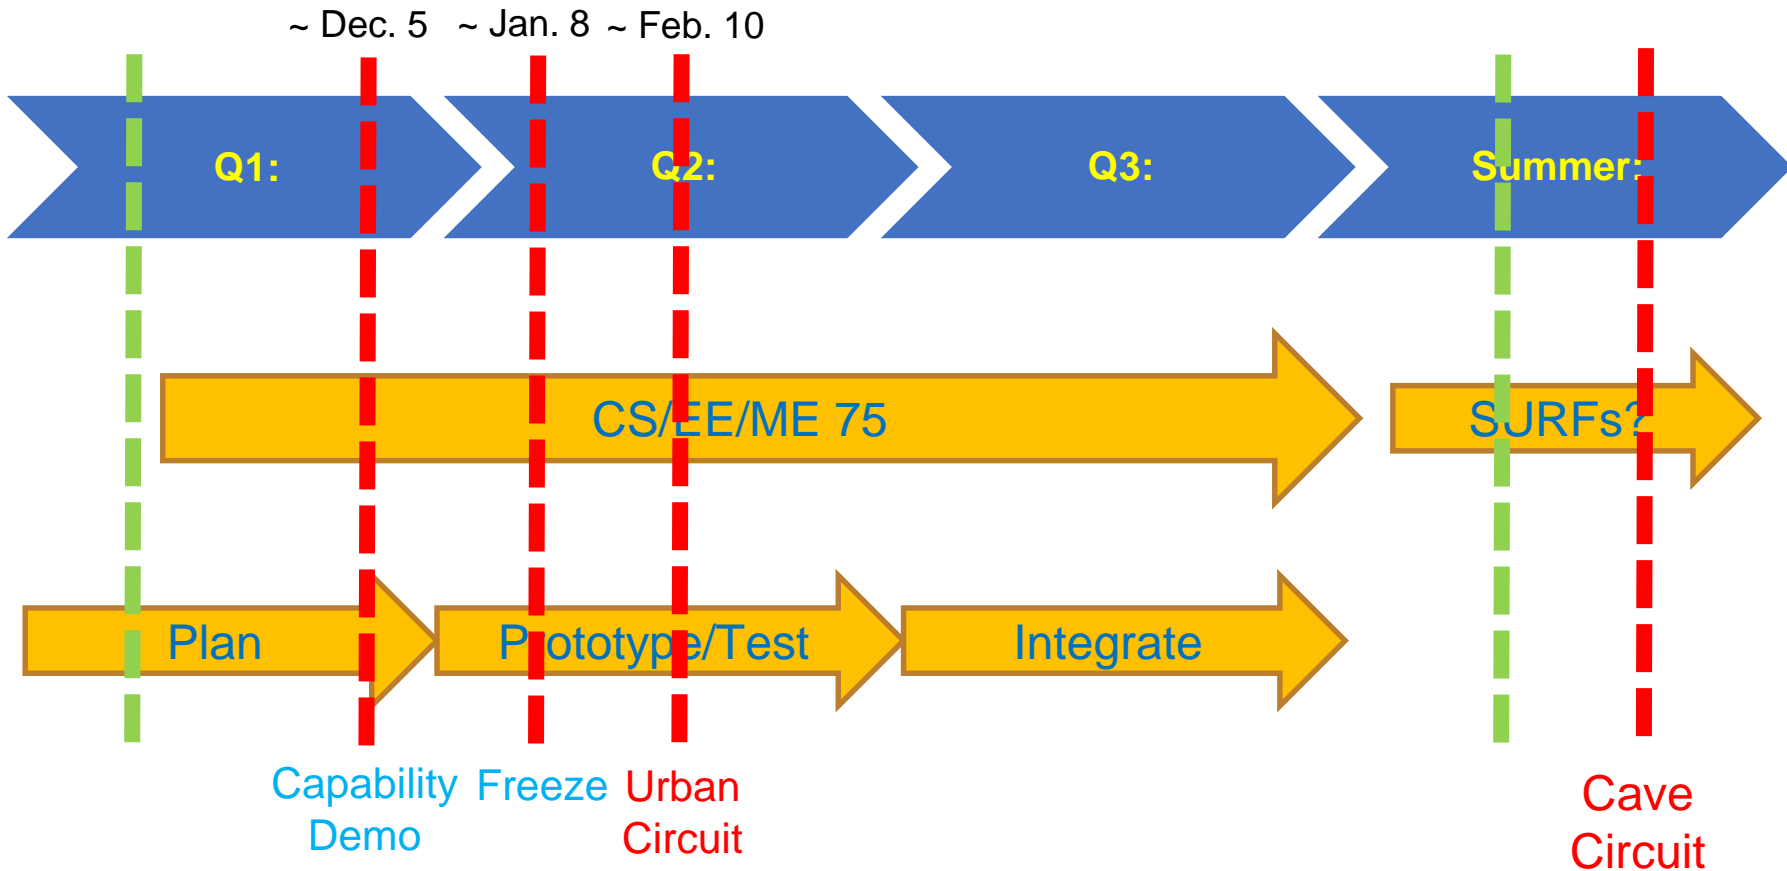 ~ Dec. 5 ~ Jan. 8 ~ Feb. 10
Q1: Q2: Q3: Summer:
CS/EE/ME 75 SURFs?
Plan Prototype/Test Integrate
Capability
Demo
Freeze
Urban
Circuit
Cave
Circuit